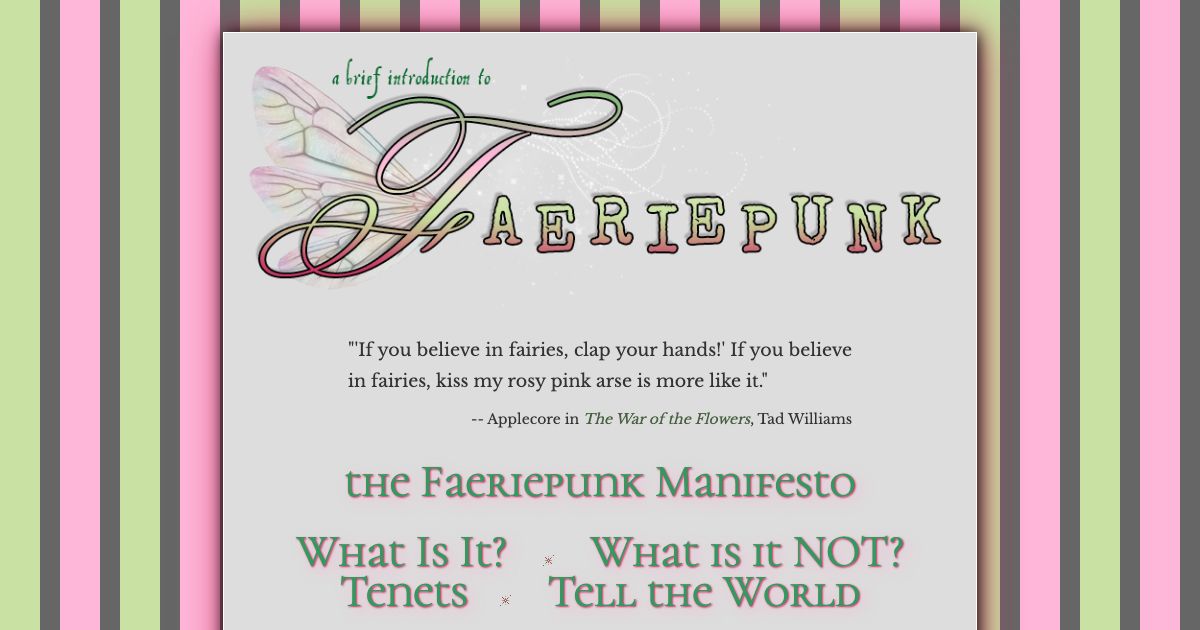 a brief introduction to
FAERIEPUNK
"'If you believe in fairies, clap your hands!' If you believe
in fairies, kiss my rosy pink arse is more like it."
-- Applecore in The War of the Flowers, Tad Williams
the Faeriepunk Manifesto
What Is It? What is it NOT?
Tenets Tell the World